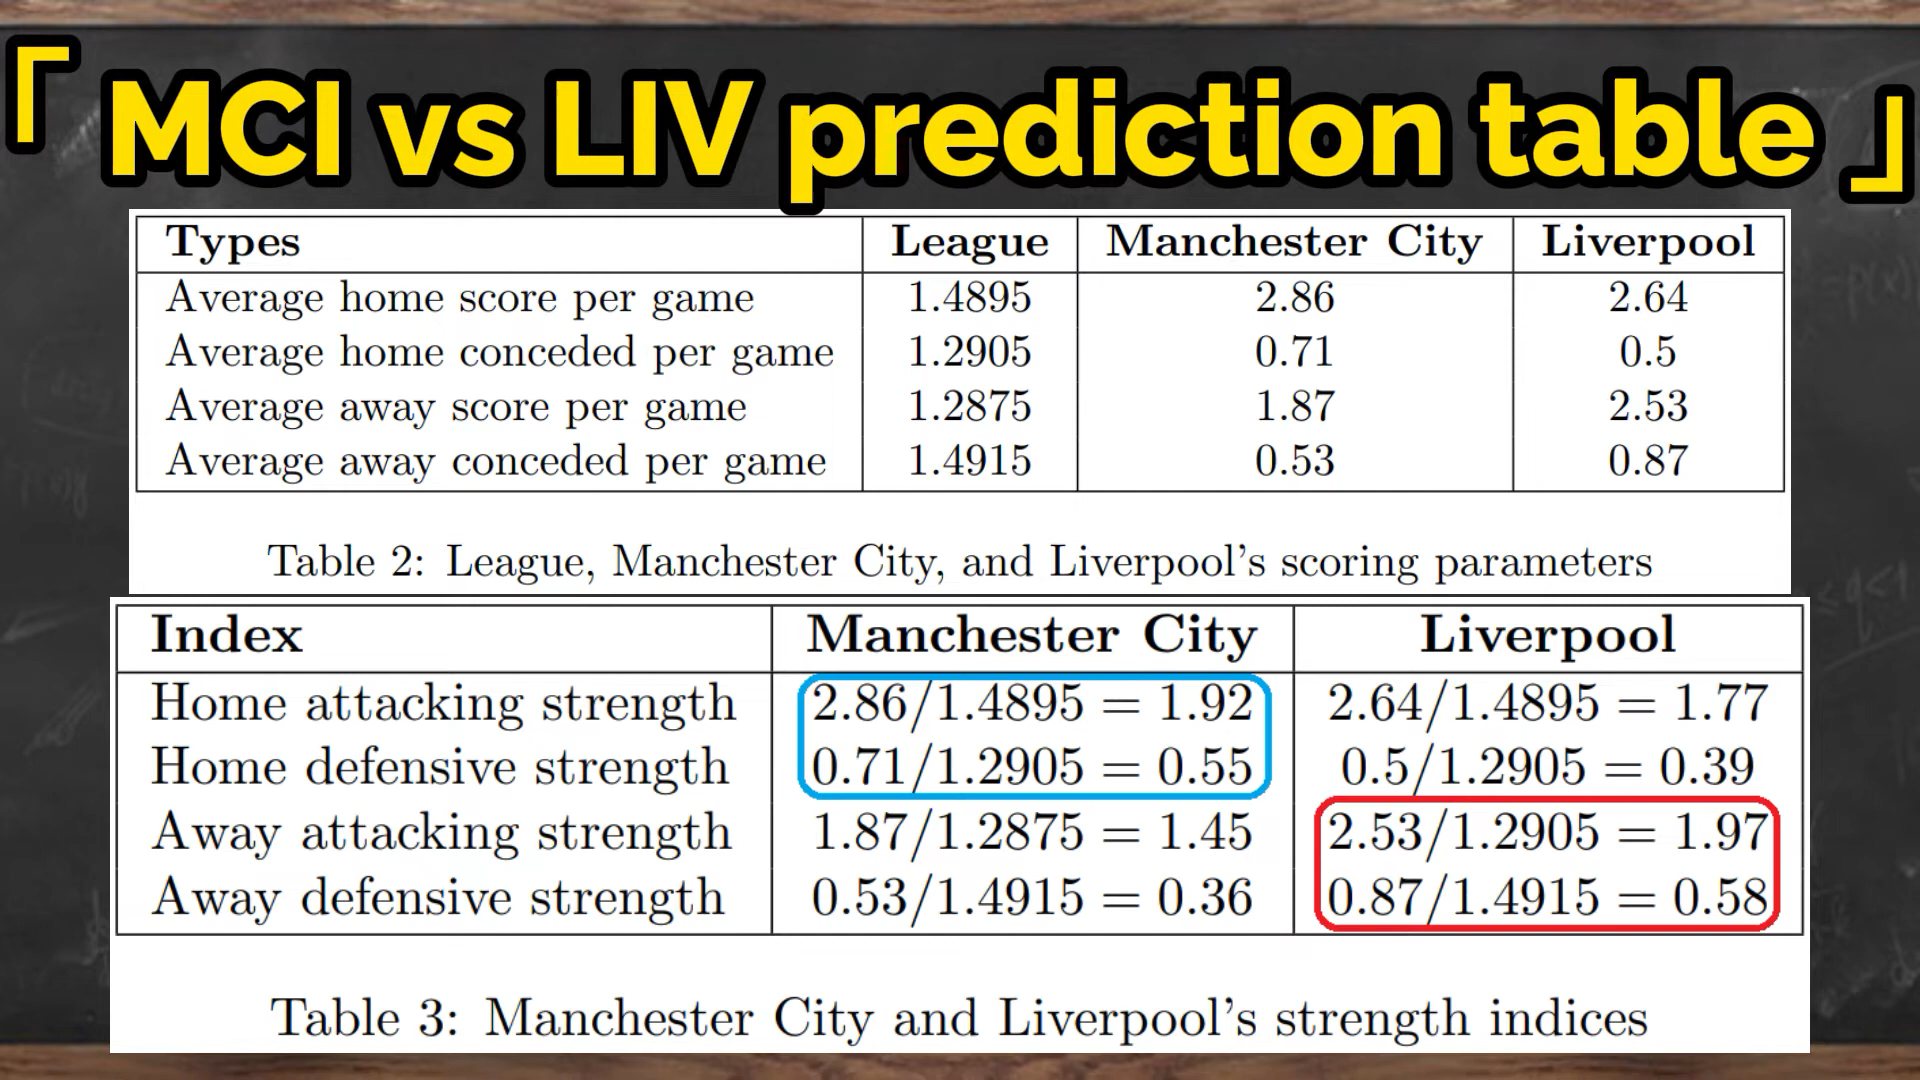 「 MCI vs LIV prediction table 」
Types League Manchester City Liverpool
Average home score per game 1.4895 2.86 2.64
Average home conceded per game 1.2905 0.71 0.5
Average away score per game 1.2875 1.87 2.53
Average away conceded per game 1.4915 0.53 0.87
Table 2: League, Manchester City, and Liverpool's scoring parameters
Index Manchester City Liverpool
Home attacking strength 2.86/1.4895 = 1.92 2.64/1.4895 = 1.77
Home defensive strength 0.71/1.2905 = 0.55 0.5/1.2905 = 0.39
Away attacking strength 1.87/1.2875 = 1.45 2.53/1.2905 = 1.97
Away defensive strength 0.53/1.4915 = 0.36 0.87/1.4915 = 0.58
Table 3: Manchester City and Liverpool's strength indices